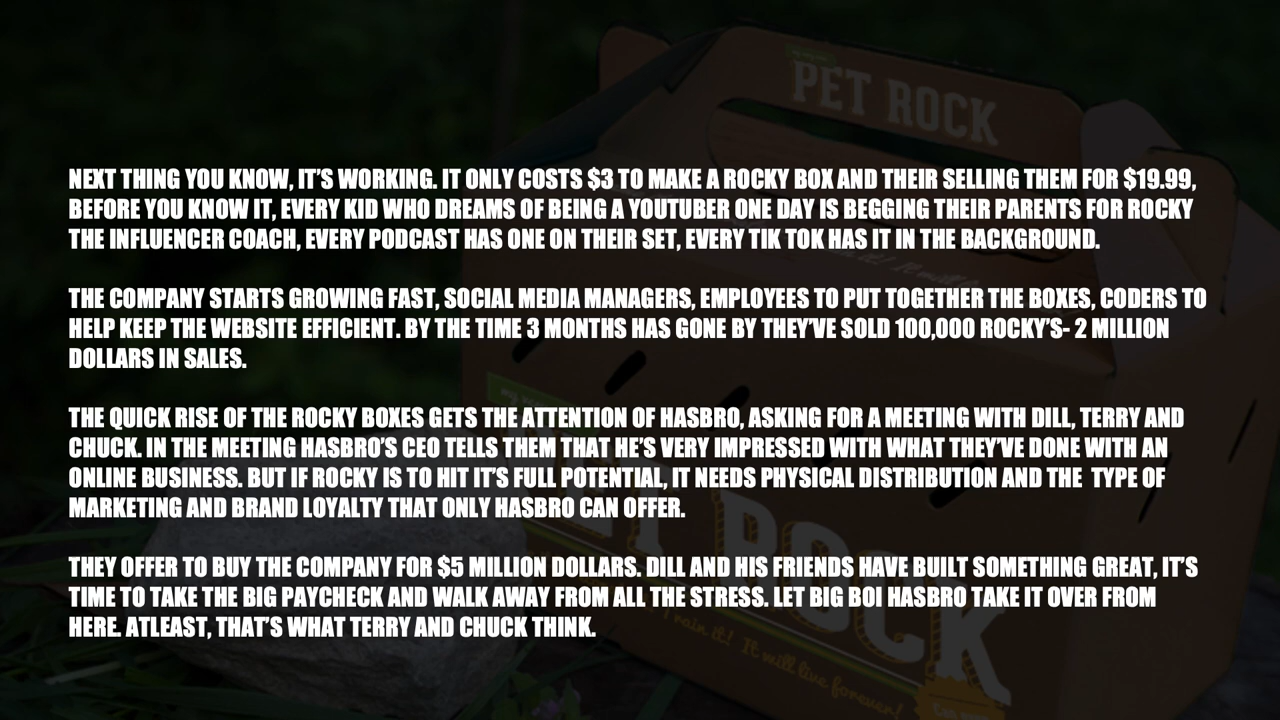 PET ROCK
NEXT THING YOU KNOW, IT'S WORKING. IT ONLY COSTS $3 TO MAKE A ROCKY BOX AND THEIR SELLING THEM FOR $19.99,
BEFORE YOU KNOW IT, EVERY KID WHO DREAMS OF BEING A YOUTUBER ONE DAY IS BEGGING THEIR PARENTS FOR ROCKY
THE INFLUENCER COACH, EVERY PODCAST HAS ONE ON THEIR SET, EVERY TIK TOK HAS IT IN THE BACKGROUND.
THE COMPANY STARTS GROWING FAST, SOCIAL MEDIA MANAGERS, EMPLOYEES TO PUT TOGETHER THE BOXES, CODERS TO
HELP KEEP THE WEBSITE EFFICIENT. BY THE TIME 3 MONTHS HAS GONE BY THEY'VE SOLD 100,000 ROCKY'S- 2 MILLION
DOLLARS IN SALES.
THE QUICK RISE OF THE ROCKY BOXES GETS THE ATTENTION OF HASBRO, ASKING FOR A MEETING WITH DILL, TERRY AND
CHUCK. IN THE MEETING HASBRO'S CEO TELLS THEM THAT HE'S VERY IMPRESSED WITH WHAT THEY'VE DONE WITH AN
ONLINE BUSINESS. BUT IF ROCKY IS TO HIT IT'S FULL POTENTIAL, IT NEEDS PHYSICAL DISTRIBUTION AND THE TYPE OF
MARKETING AND BRAND LOYALTY THAT ONLY HASBRO CAN OFFER.
THEY OFFER TO BUY THE COMPANY FOR $5 MILLION DOLLARS. DILL AND HIS FRIENDS HAVE BUILT SOMETHING GREAT, IT'S
TIME TO TAKE THE BIG PAYCHECK AND WALK AWAY FROM ALL THE STRESS. LET BIG BOI HASBRO TAKE IT OVER FROM
HERE. ATLEAST, THAT'S WHAT TERRY AND CHUCK THINK.
PET ROCK
Train it! It will live forever!